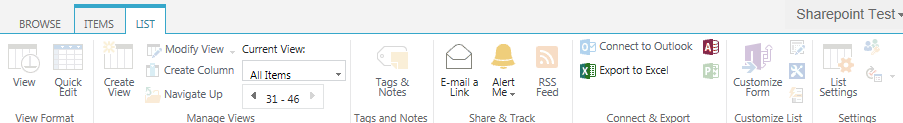 BROWSE ITEMS LIST Sharepoint Test
View
Quick Edit
View Format
Create View
Modify View
Create Column
Navigate Up
Current View:
All Items
31 - 46
Manage Views
Tags & Notes
Tags and Notes
E-mail a Link
Alert Me
RSS Feed
Share & Track
Connect to Outlook
Export to Excel
Connect & Export
Customize Form
Customize List
List Settings
Settings